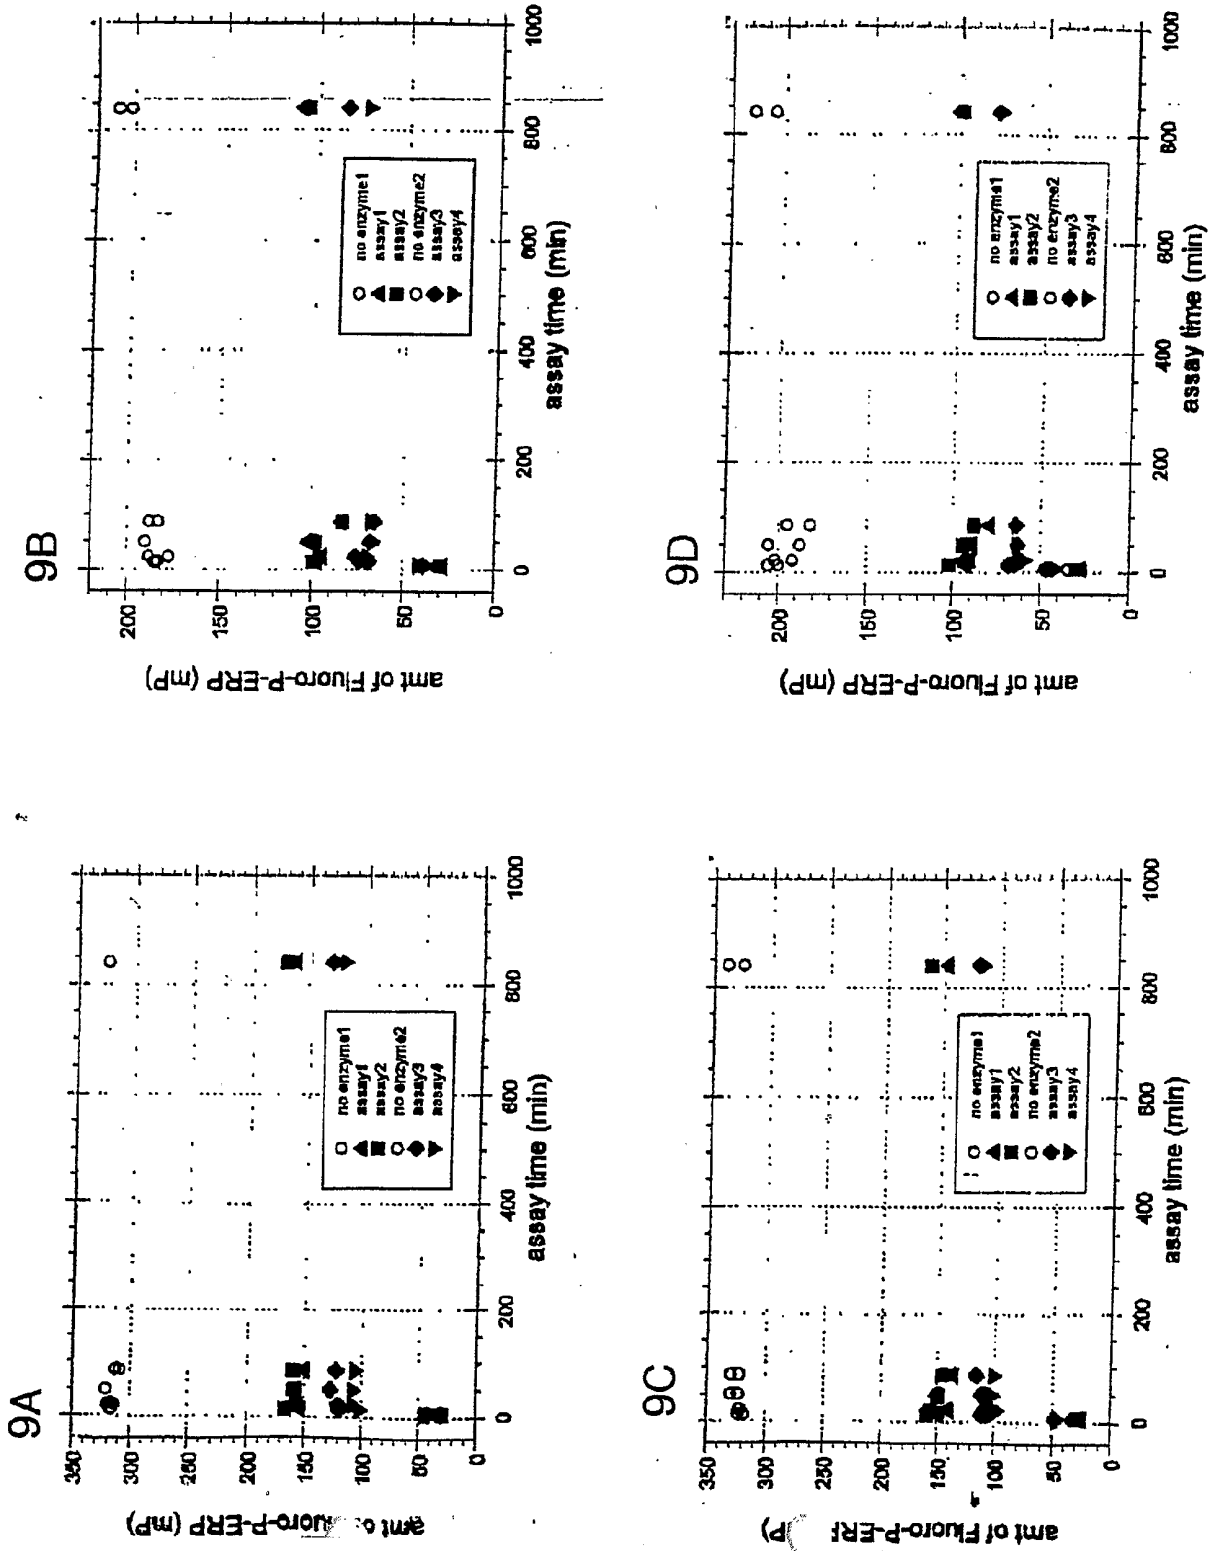 9A
amt o
uoro-P-ERP (mP)
350
300
250
200
150
100
50
0
0
200
400
600
800
1000
assay time (min)
no enzyme1
assay1
assay2
no enzyme2
assay3
assay4
9B
amt of Fluoro-P-ERP (mP)
200
150
100
50
0
0
200
400
600
800
1000
assay time (min)
no enzyme1
assay1
assay2
no enzyme2
assay3
assay4
9C
amt of Fluoro-P-ERP
P)
350
300
250
200
150
100
50
0
0
200
400
600
800
1000
assay time (min)
no enzyme1
assay1
assay2
no enzyme2
assay3
assay4
9D
amt of Fluoro-P-ERP (mP)
200
150
100
50
0
0
200
400
600
800
1000
assay time (min)
no enzyme1
assay1
assay2
no enzyme2
assay3
assay4